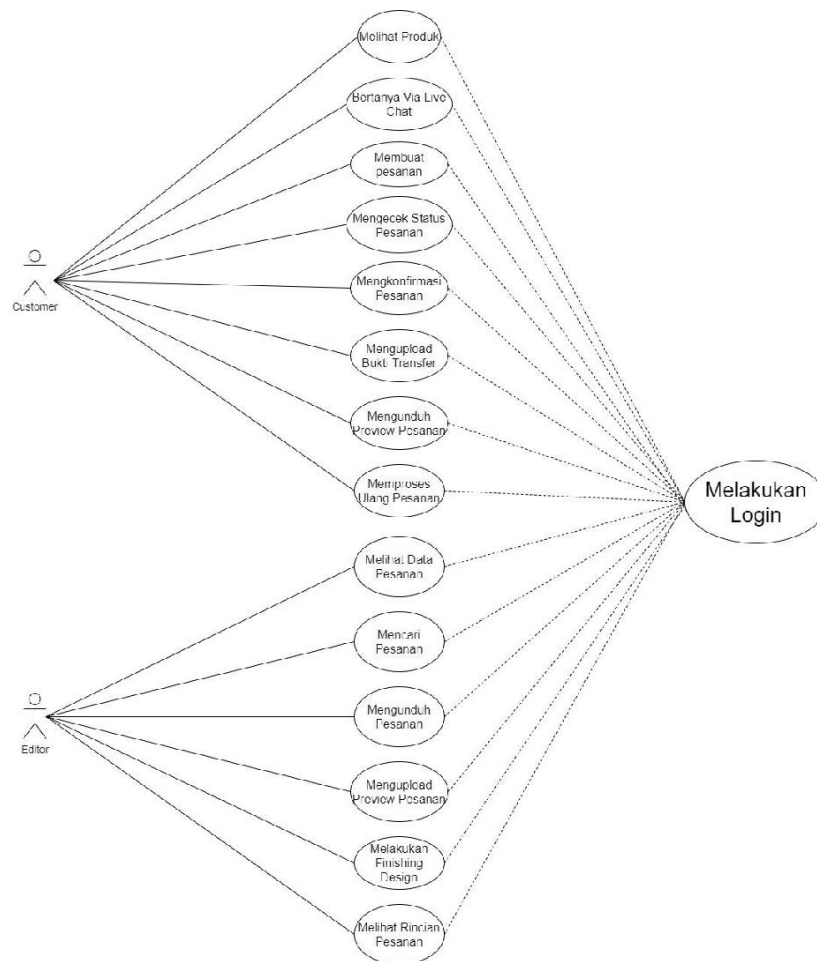 Melihat Produk
Bertanya Via Live
Chat
Membuat
pesanan
Mengecek Status
Pesanan
Customer
Mengkonfirmasi
Pesanan
Mengupload
Bukti Transfer
Mengunduh
Preview Pesanan
Memproses
Ulang Pesanan
Melakukan
Login
Melihat Data
Pesanan
Mencari
Pesanan
Editor
Mengunduh
Pesanan
Mengupload
Preview Pesanan
Melakukan
Finishing
Design
Melihat Rincian
Pesanan